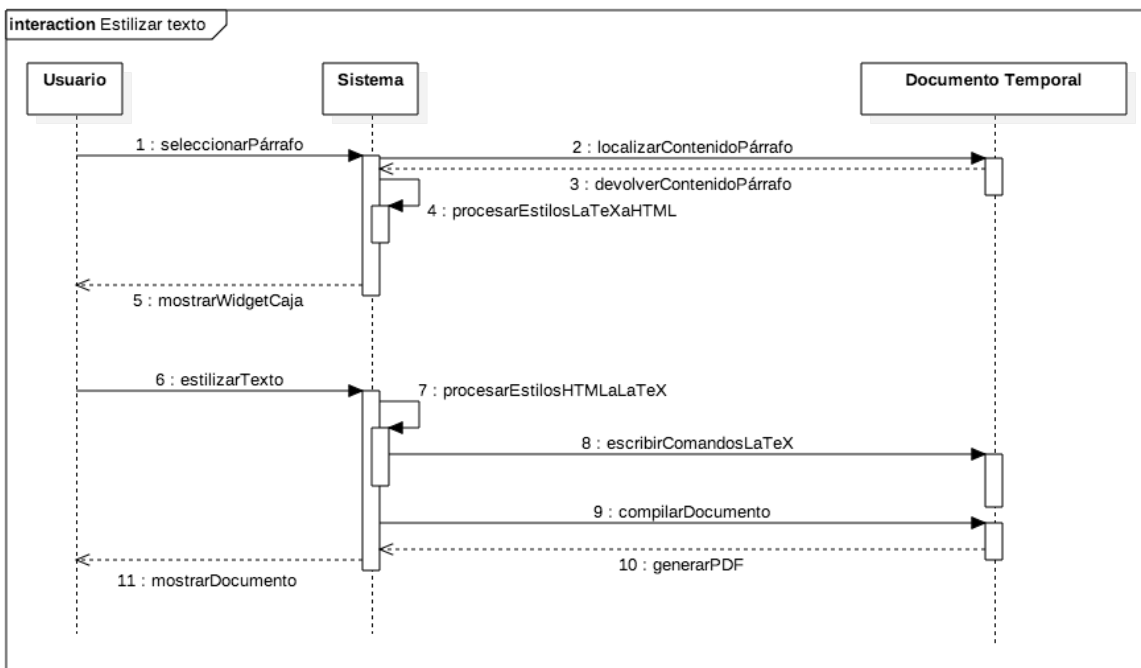 interaction Estilizar texto
Usuario
Sistema
Documento Temporal
1 : seleccionarPárrafo
2 : localizarContenidoPárrafo
3 : devolverContenidoPárrafo
4 : procesarEstilosLaTeXaHTML
5 : mostrarWidgetCaja
6 : estilizarTexto
7 : procesarEstilosHTMLaLaTeX
8 : escribirComandosLaTeX
9 : compilarDocumento
10 : generarPDF
11 : mostrarDocumento